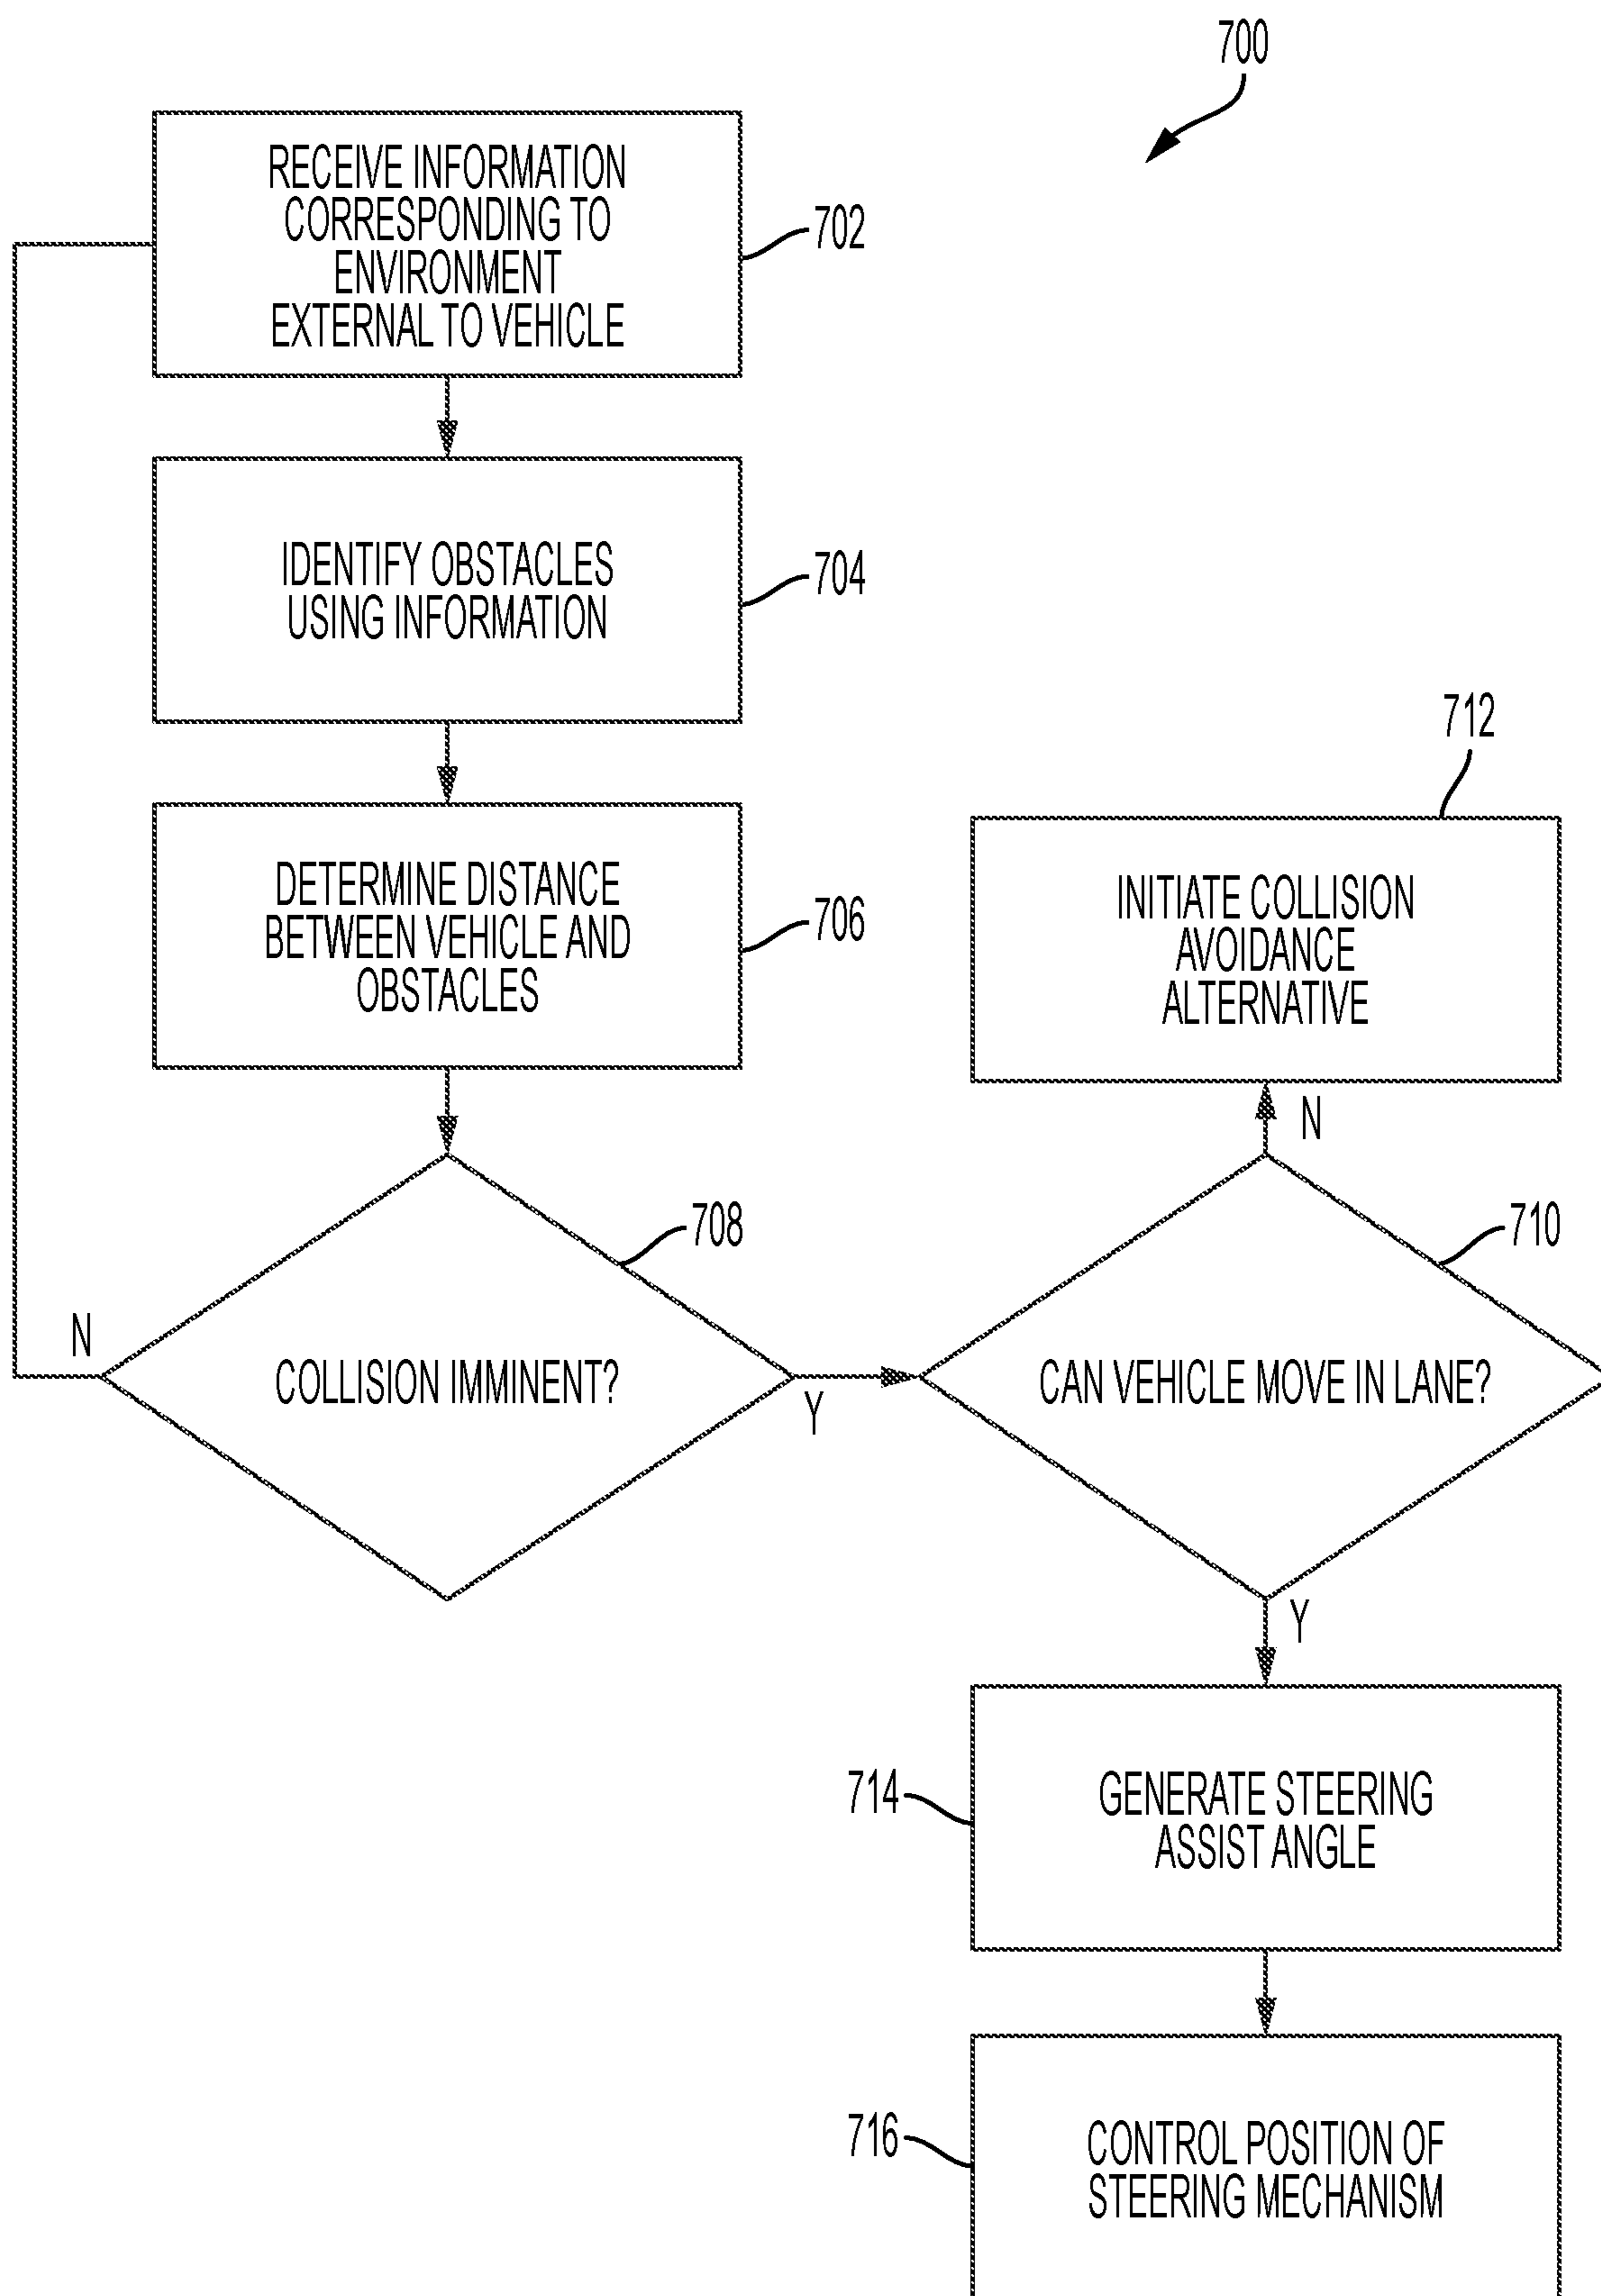 700
RECEIVE INFORMATION
CORRESPONDING TO
ENVIRONMENT
EXTERNAL TO VEHICLE
702
IDENTIFY OBSTACLES
USING INFORMATION
704
DETERMINE DISTANCE
BETWEEN VEHICLE AND
OBSTACLES
706
712
INITIATE COLLISION
AVOIDANCE
ALTERNATIVE
N
708
710
N
COLLISION IMMINENT?
Y
CAN VEHICLE MOVE IN LANE?
Y
714
GENERATE STEERING
ASSIST ANGLE
716
CONTROL POSITION OF
STEERING MECHANISM